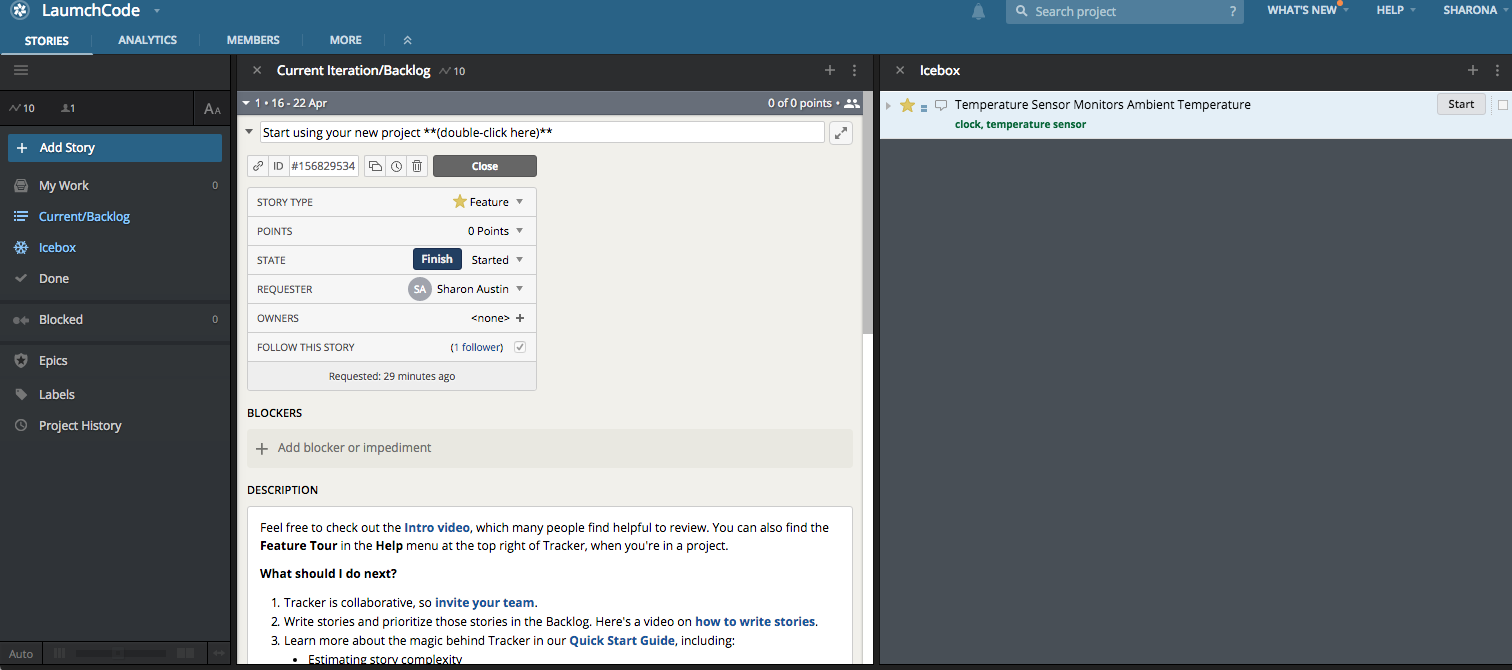 LaumchCode
Search project
?
WHAT'S NEW
HELP
SHARONA
STORIES
ANALYTICS
MEMBERS
MORE
Current Iteration/Backlog
10
Icebox
10
1
AA
1 • 16 - 22 Apr
0 of 0 points •
Add Story
My Work
0
Current/Backlog
Icebox
Done
Blocked
0
Epics
Labels
Project History
Auto
Start using your new project **(double-click here)**
ID
#156829534
Close
STORY TYPE
Feature
POINTS
0 Points
STATE
Finish
Started
REQUESTER
SA
Sharon Austin
OWNERS
<none> +
FOLLOW THIS STORY
(1 follower)
Requested: 29 minutes ago
BLOCKERS
+ Add blocker or impediment
DESCRIPTION
Feel free to check out the Intro video, which many people find helpful to review. You can also find the
Feature Tour in the Help menu at the top right of Tracker, when you're in a project.
What should I do next?
1. Tracker is collaborative, so invite your team.
2. Write stories and prioritize those stories in the Backlog. Here's a video on how to write stories.
3. Learn more about the magic behind Tracker in our Quick Start Guide, including:
• Estimating story complexity
Temperature Sensor Monitors Ambient Temperature
Start
clock, temperature sensor